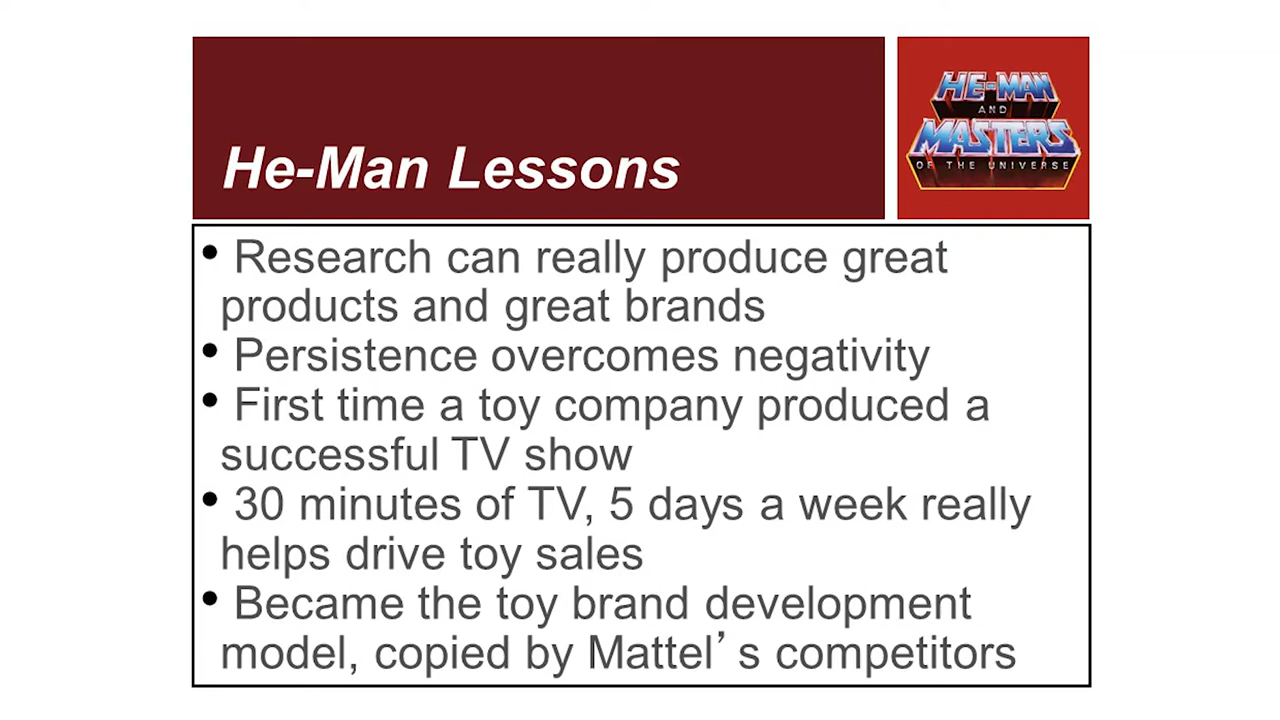 He-Man Lessons
HE-MAN
AND
MASTERS
OF THE UNIVERSE
• Research can really produce great
products and great brands
• Persistence overcomes negativity
• First time a toy company produced a
successful TV show
• 30 minutes of TV, 5 days a week really
helps drive toy sales
• Became the toy brand development
model, copied by Mattel’s competitors